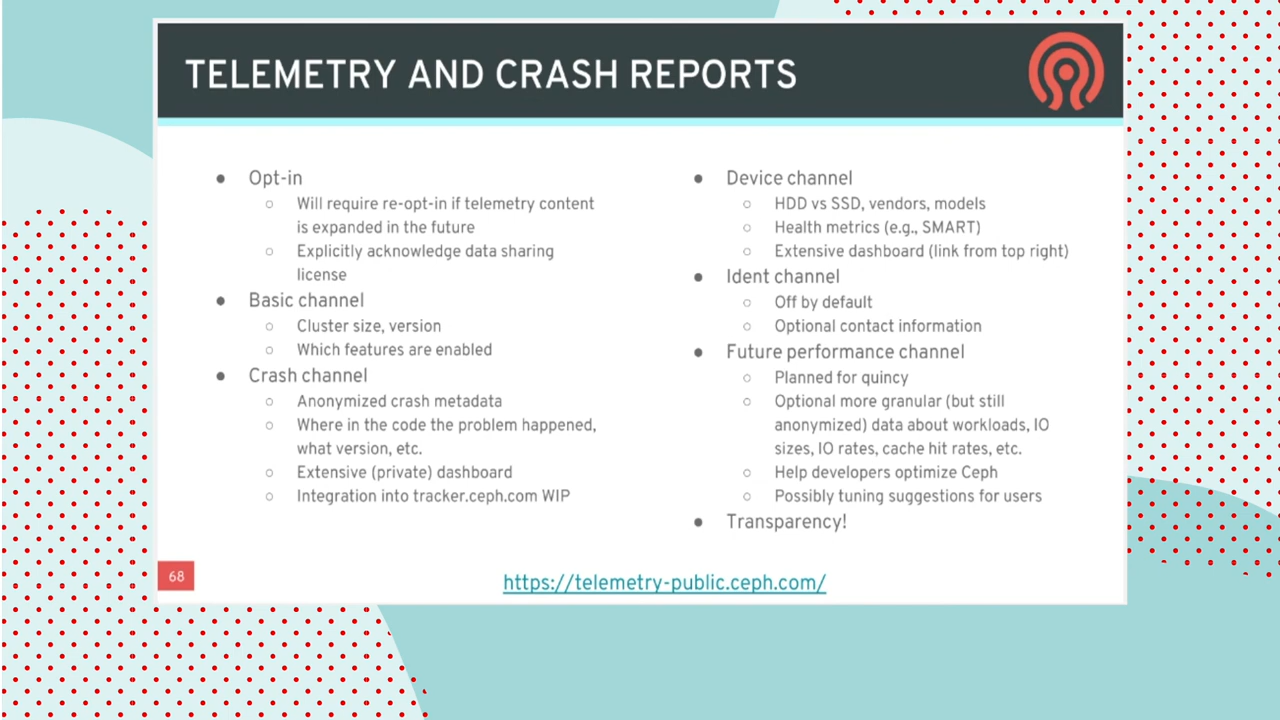 TELEMETRY AND CRASH REPORTS
● Opt-in
○ Will require re-opt-in if telemetry content
is expanded in the future
○ Explicitly acknowledge data sharing
license
● Basic channel
○ Cluster size, version
○ Which features are enabled
● Crash channel
○ Anonymized crash metadata
○ Where in the code the problem happened,
what version, etc.
○ Extensive (private) dashboard
○ Integration into tracker.ceph.com WIP
● Device channel
○ HDD vs SSD, vendors, models
○ Health metrics (e.g., SMART)
○ Extensive dashboard (link from top right)
● Ident channel
○ Off by default
○ Optional contact information
● Future performance channel
○ Planned for quincy
○ Optional more granular (but still
anonymized) data about workloads, IO
sizes, IO rates, cache hit rates, etc.
○ Help developers optimize Ceph
○ Possibly tuning suggestions for users
● Transparency!
68
https://telemetry-public.ceph.com/